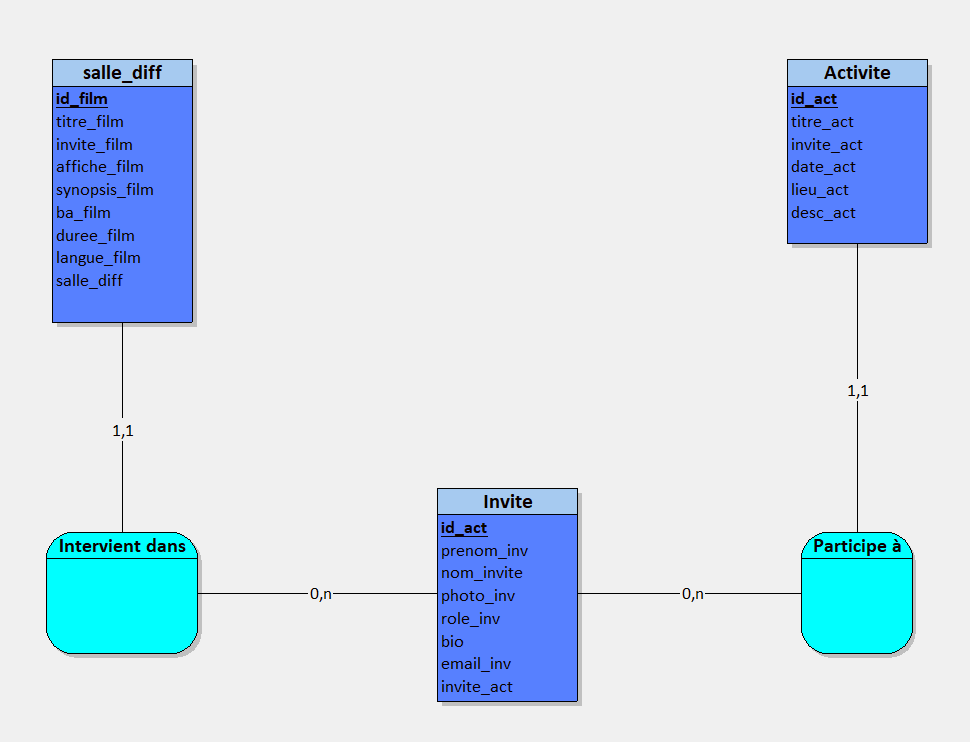 salle_diff
id_film
titre_film
invite_film
affiche_film
synopsis_film
ba_film
duree_film
langue_film
salle_diff
Activite
id_act
titre_act
invite_act
date_act
lieu_act
desc_act
1,1
1,1
Intervient dans
0,n
Invite
id_act
prenom_inv
nom_invite
photo_inv
role_inv
bio
email_inv
invite_act
0,n
Participe à